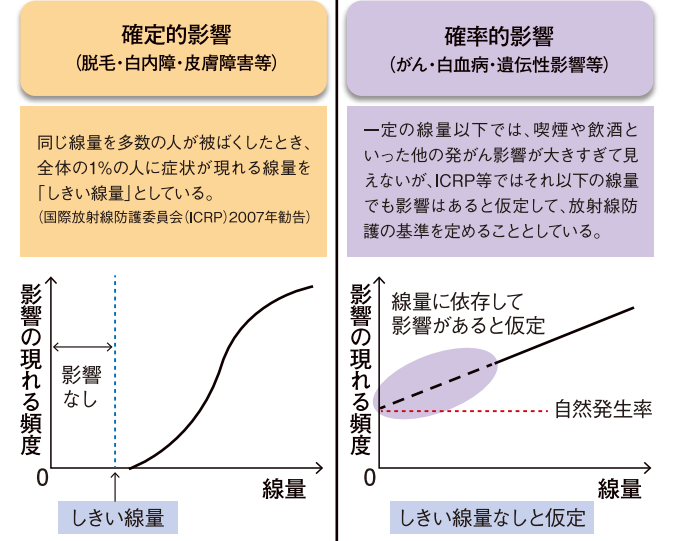 確定的影響
(脱毛・白内障・皮膚障害等)
同じ線量を多数の人が被ばくしたとき、
全体の1%の人に症状が現れる線量を
「しきい線量」としている。
(国際放射線防護委員会(ICRP)2007年勧告)
影響の現れる頻度
影響
なし
0
線量
しきい線量
確率的影響
(がん・白血病・遺伝性影響等)
一定の線量以下では、喫煙や飲酒と
いった他の発がん影響が大きすぎて見
えないが、ICRP等ではそれ以下の線量
でも影響はあると仮定して、放射線防
護の基準を定めることとしている。
影響の現れる頻度
線量に依存して
影響があると仮定
自然発生率
0
線量
しきい線量なしと仮定